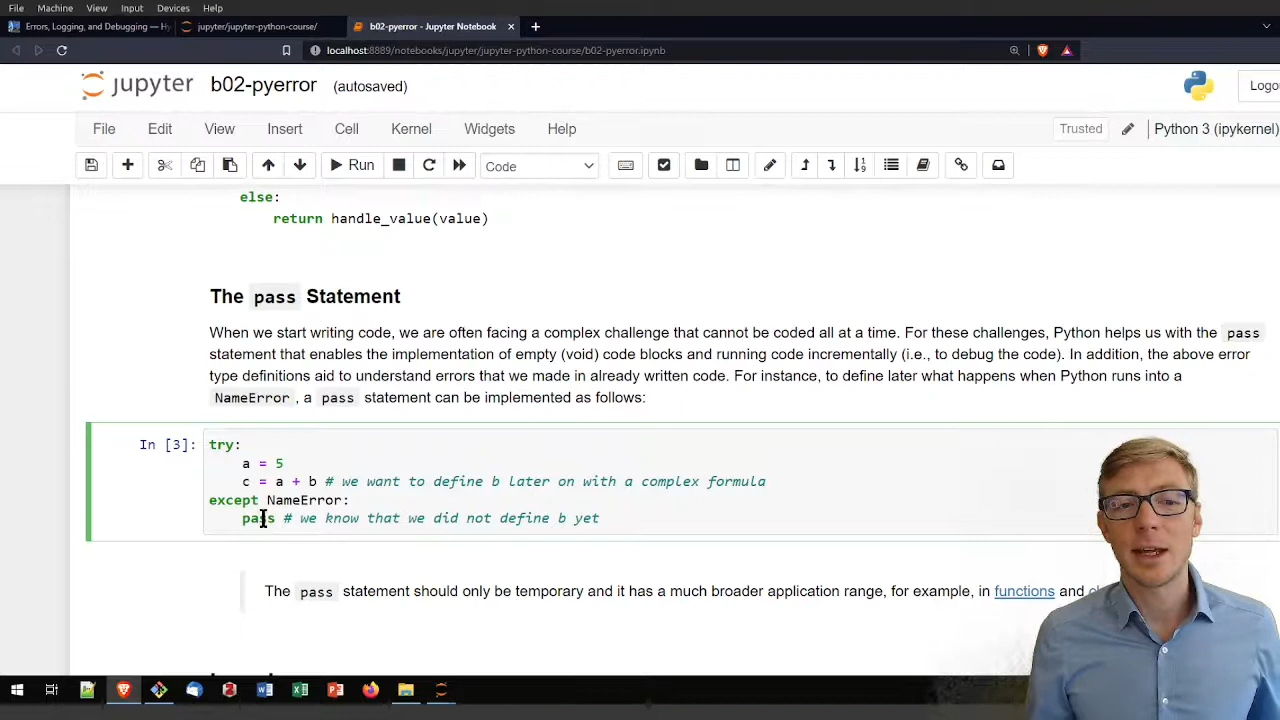 File Machine View Input Devices Help
Errors, Logging, and Debugging — Hy jupyter/jupyter-python-course/ b02-pyerror - Jupyter Notebook
localhost:8889/notebooks/jupyter/jupyter-python-course/b02-pyerror.ipynb
jupyter b02-pyerror (autosaved) Logo
File Edit View Insert Cell Kernel Widgets Help Trusted Python 3 (ipykernel)
Run Code
else:
return handle_value(value)
The pass Statement
When we start writing code, we are often facing a complex challenge that cannot be coded all at a time. For these challenges, Python helps us with the pass
statement that enables the implementation of empty (void) code blocks and running code incrementally (i.e., to debug the code). In addition, the above error
type definitions aid to understand errors that we made in already written code. For instance, to define later what happens when Python runs into a
NameError , a pass statement can be implemented as follows:
In [3]: try:
a = 5
c = a + b # we want to define b later on with a complex formula
except NameError:
pass # we know that we did not define b yet
The pass statement should only be temporary and it has a much broader application range, for example, in functions and